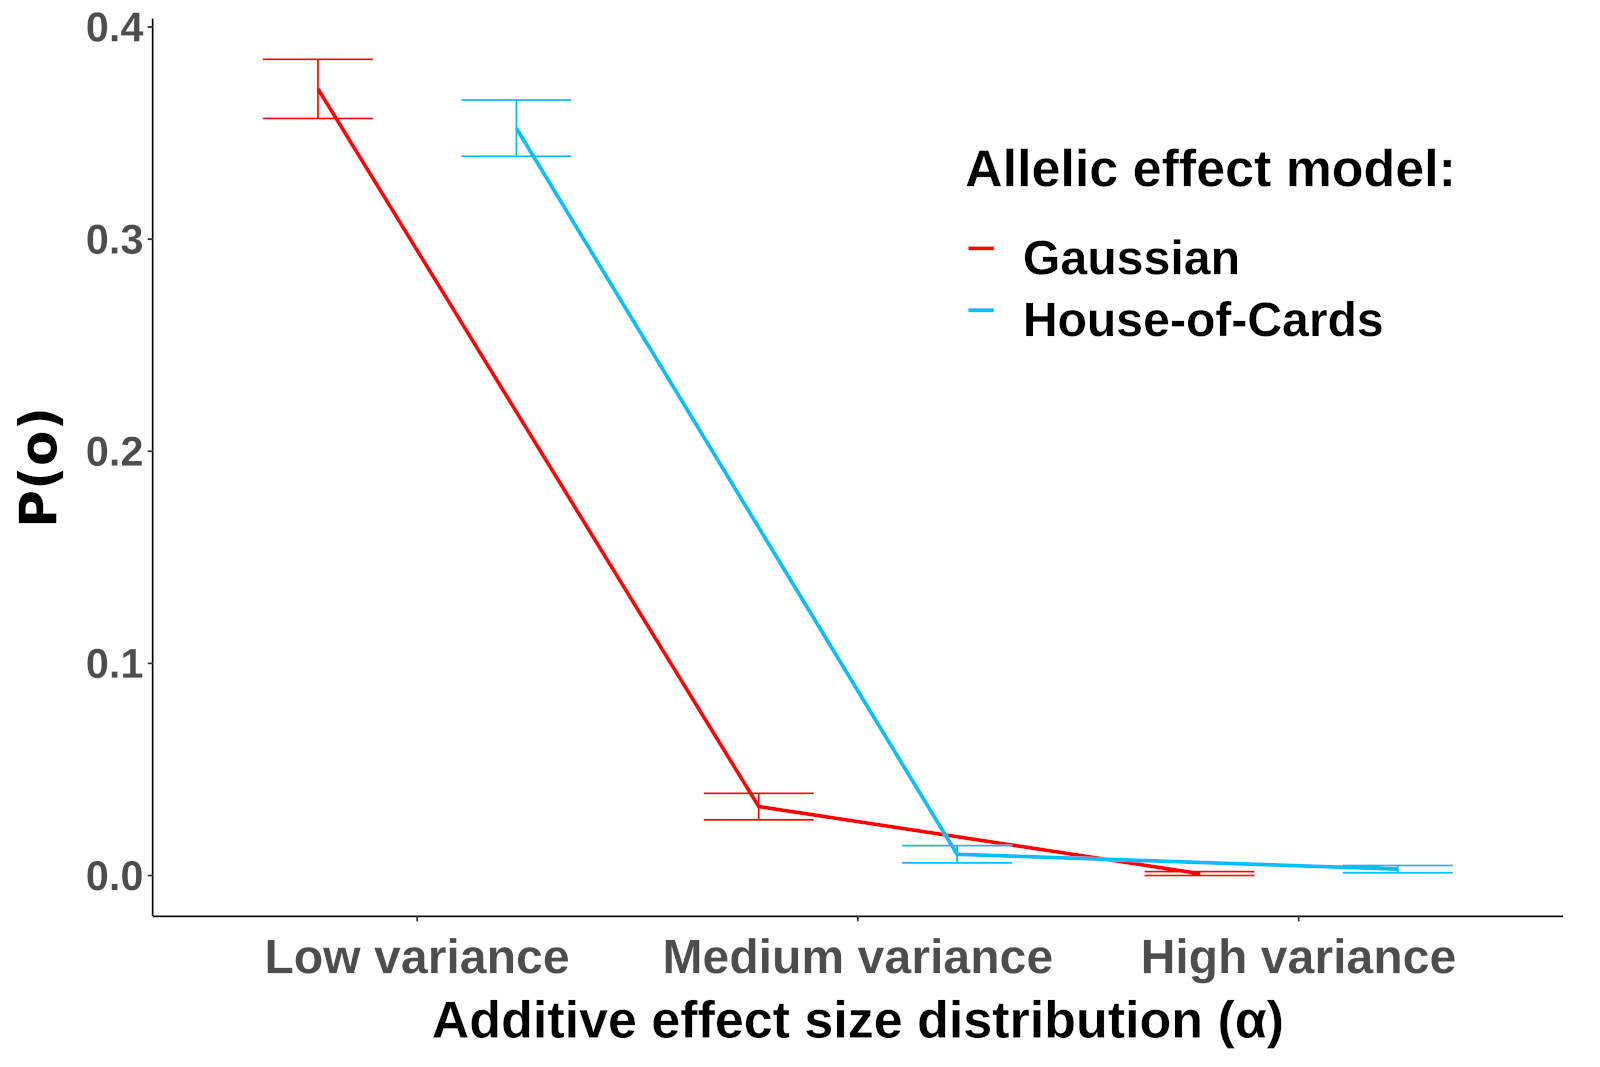 0.4
0.3
0.2
0.1
0.0
P(o)
Allelic effect model:
Gaussian
House-of-Cards
Low variance
Medium variance
High variance
Additive effect size distribution (α)